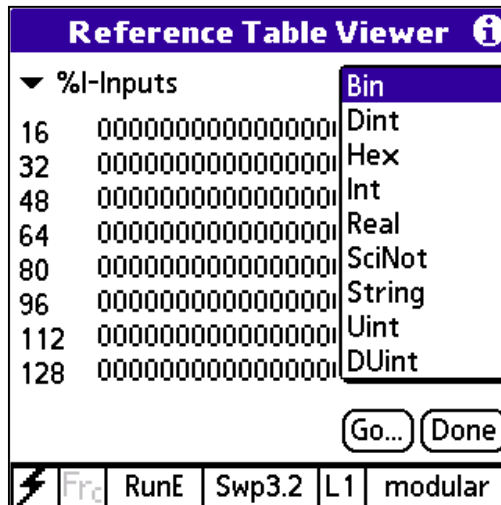 Reference Table Viewer i
%I-Inputs
16 0000000000000000
32 0000000000000000
48 0000000000000000
64 0000000000000000
80 0000000000000000
96 0000000000000000
112 0000000000000000
128 0000000000000000
Bin
Dint
Hex
Int
Real
SciNot
String
Uint
DUint
Go... Done
Frc RunE Swp3.2 L1 modular